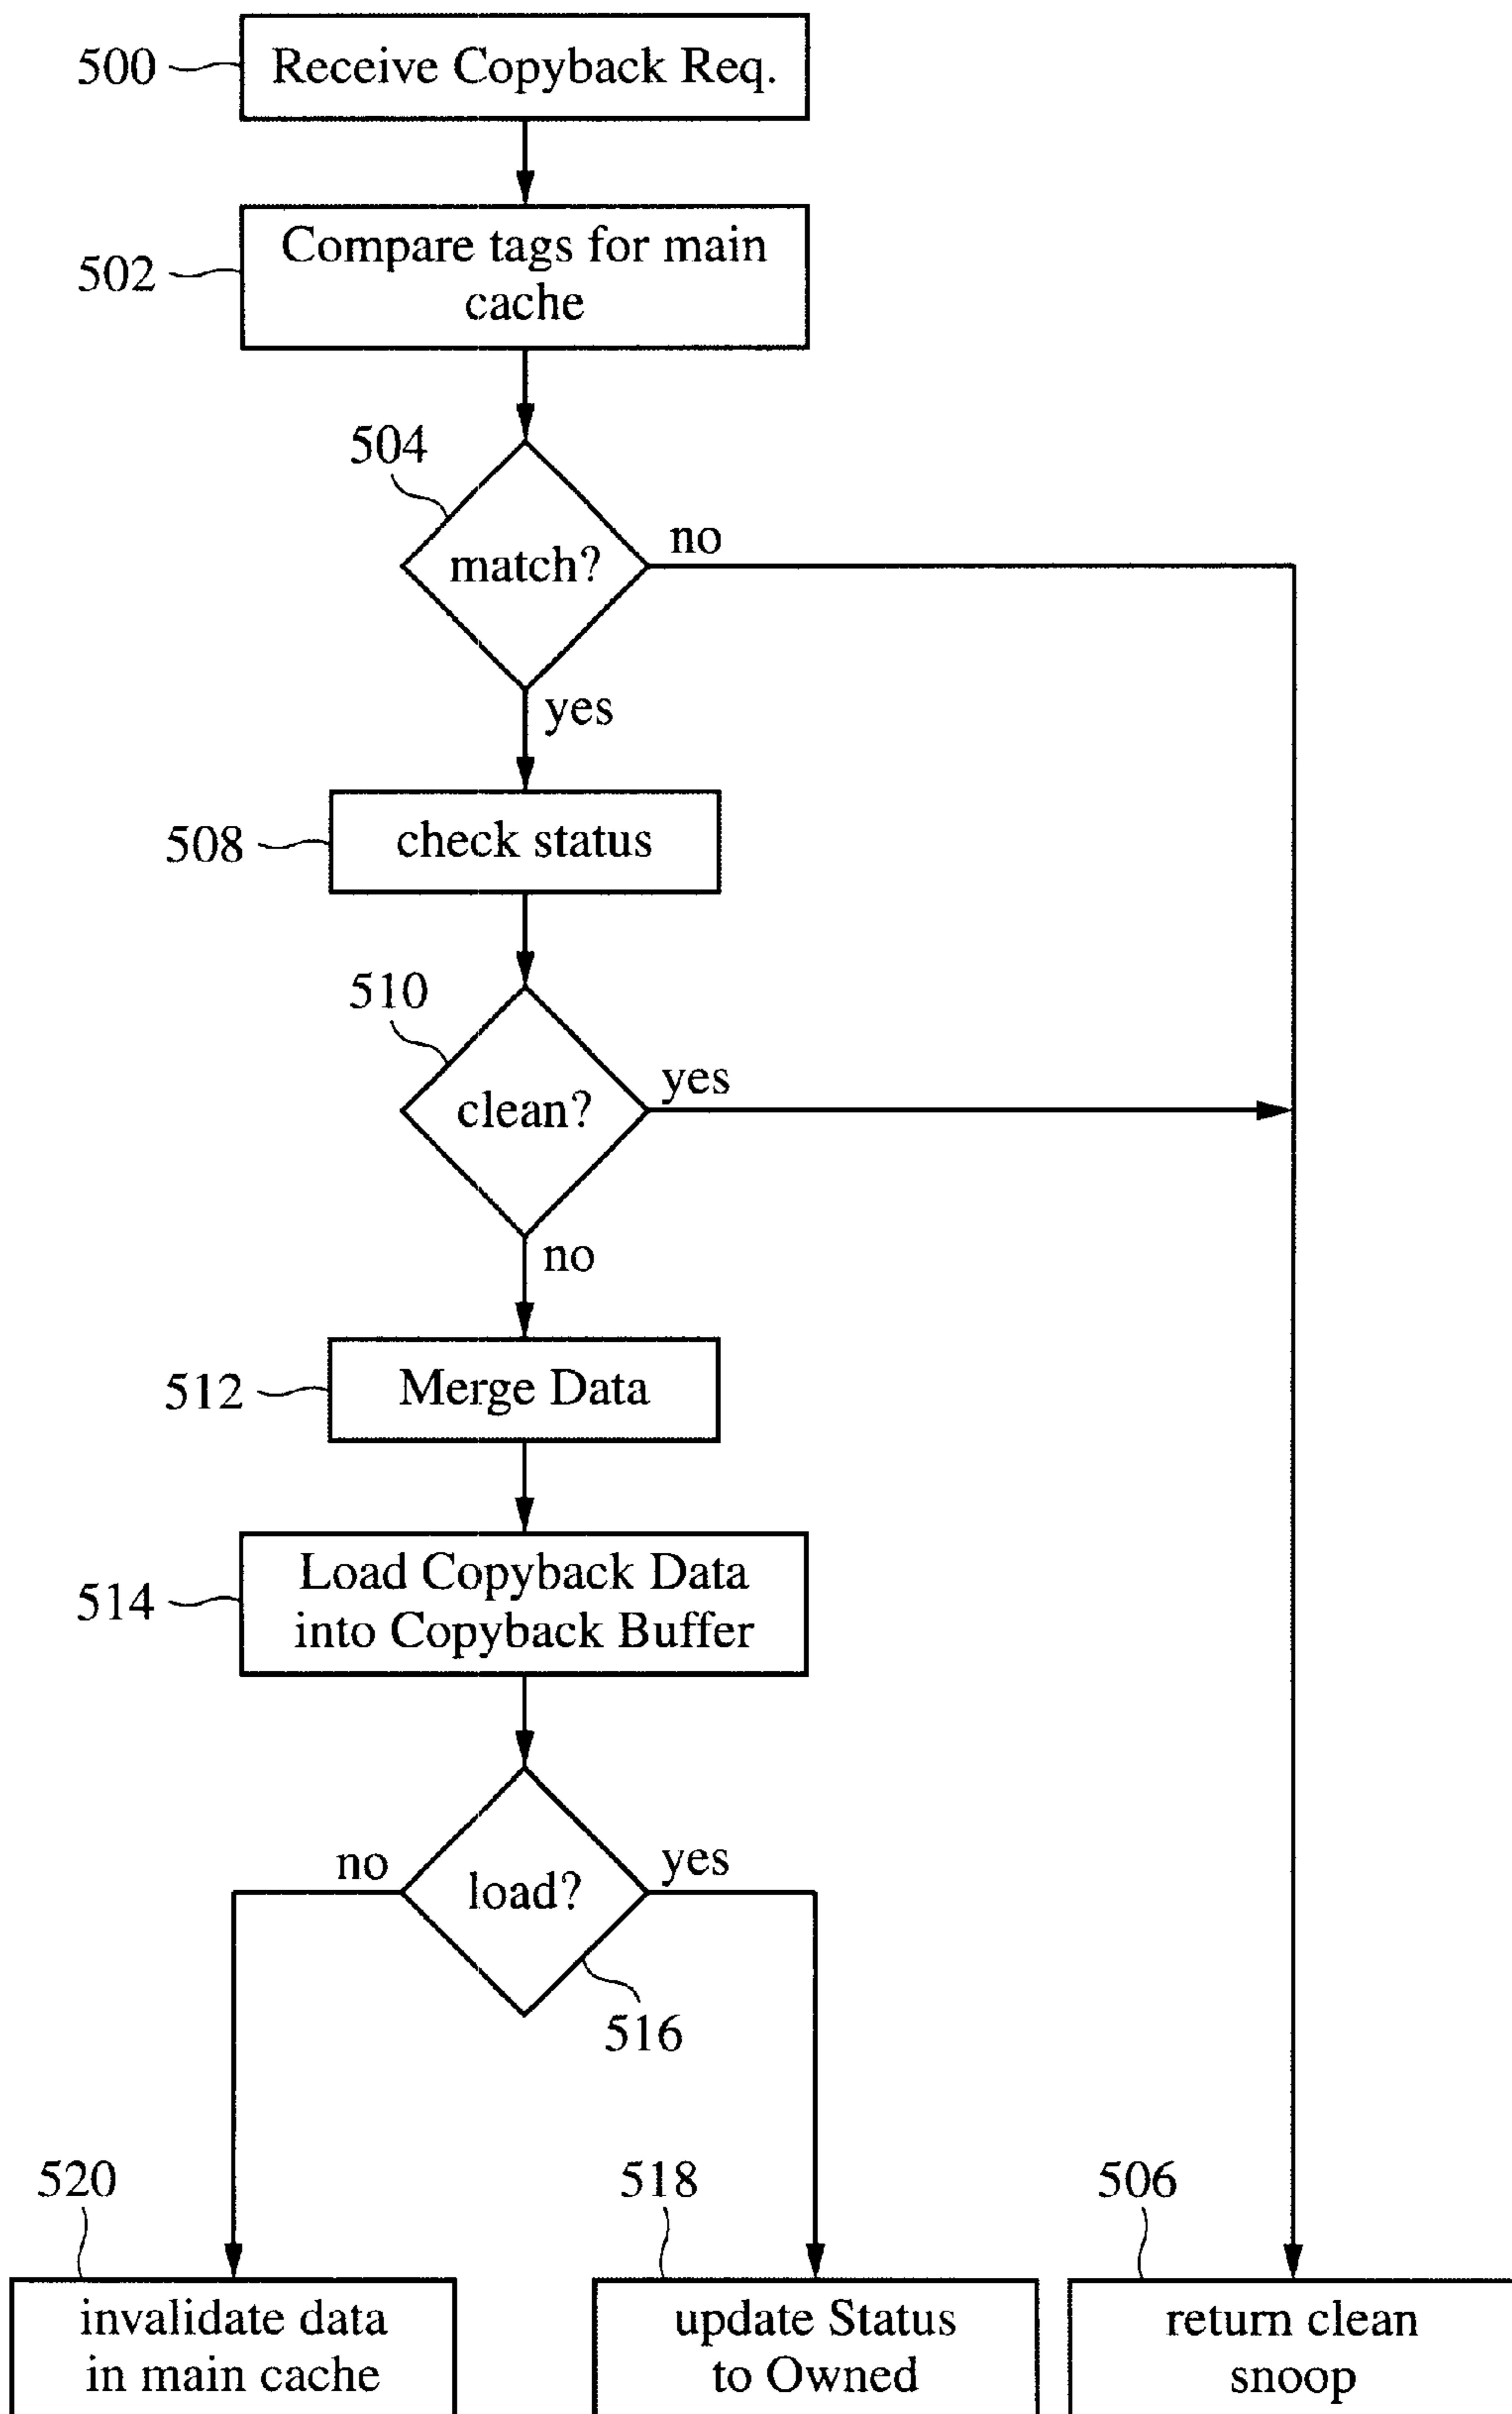 500
Receive Copyback Req.
502
Compare tags for main
cache
504
match?
no
yes
508
check status
510
clean?
yes
no
512
Merge Data
514
Load Copyback Data
into Copyback Buffer
no
load?
yes
516
520
518
506
invalidate data
in main cache
update Status
to Owned
return clean
snoop